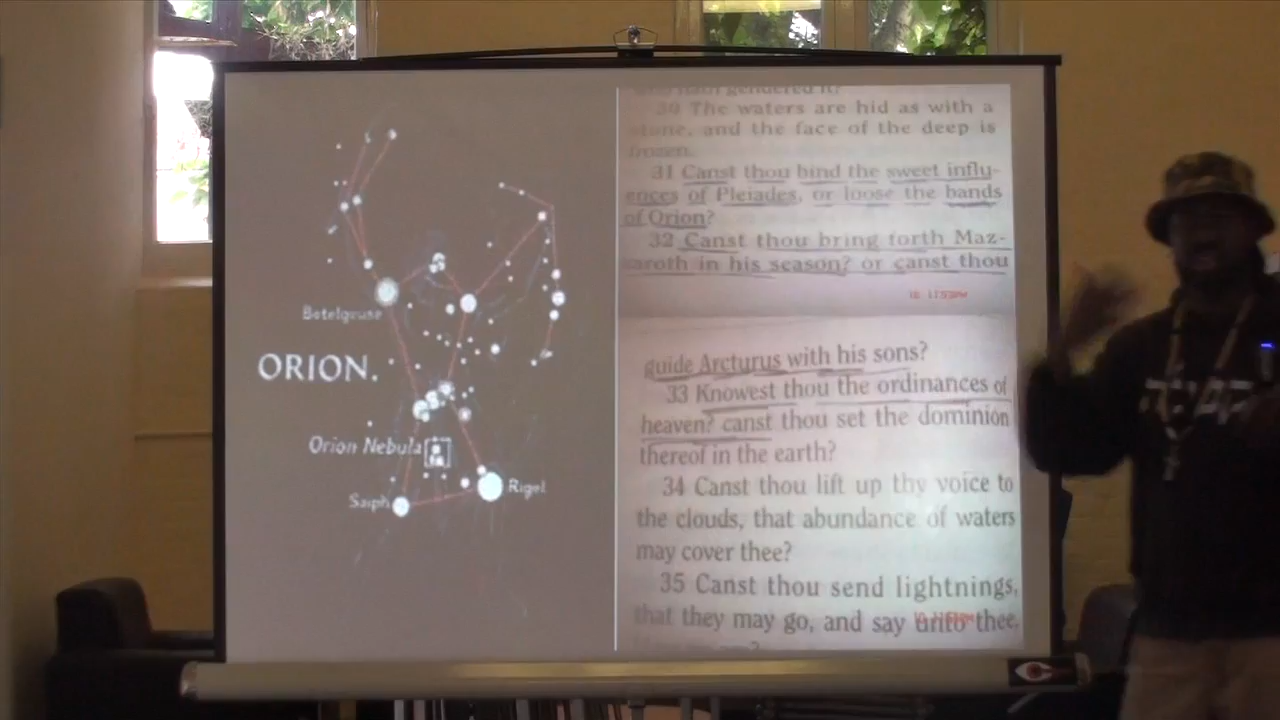 Betelgeuse
ORION.
Orion Nebula
Saiph
Rigel
gendered it?
30 The waters are hid as with a
stone, and the face of the deep is
frozen.
31 Canst thou bind the sweet influ-
ences of Pleiades, or loose the bands
of Orion?
32 Canst thou bring forth Maz-
zaroth in his season? or canst thou
guide Arcturus with his sons?
33 Knowest thou the ordinances of
heaven? canst thou set the dominion
thereof in the earth?
34 Canst thou lift up thy voice to
the clouds, that abundance of waters
may cover thee?
35 Canst thou send lightnings,
that they may go, and say unto thee,